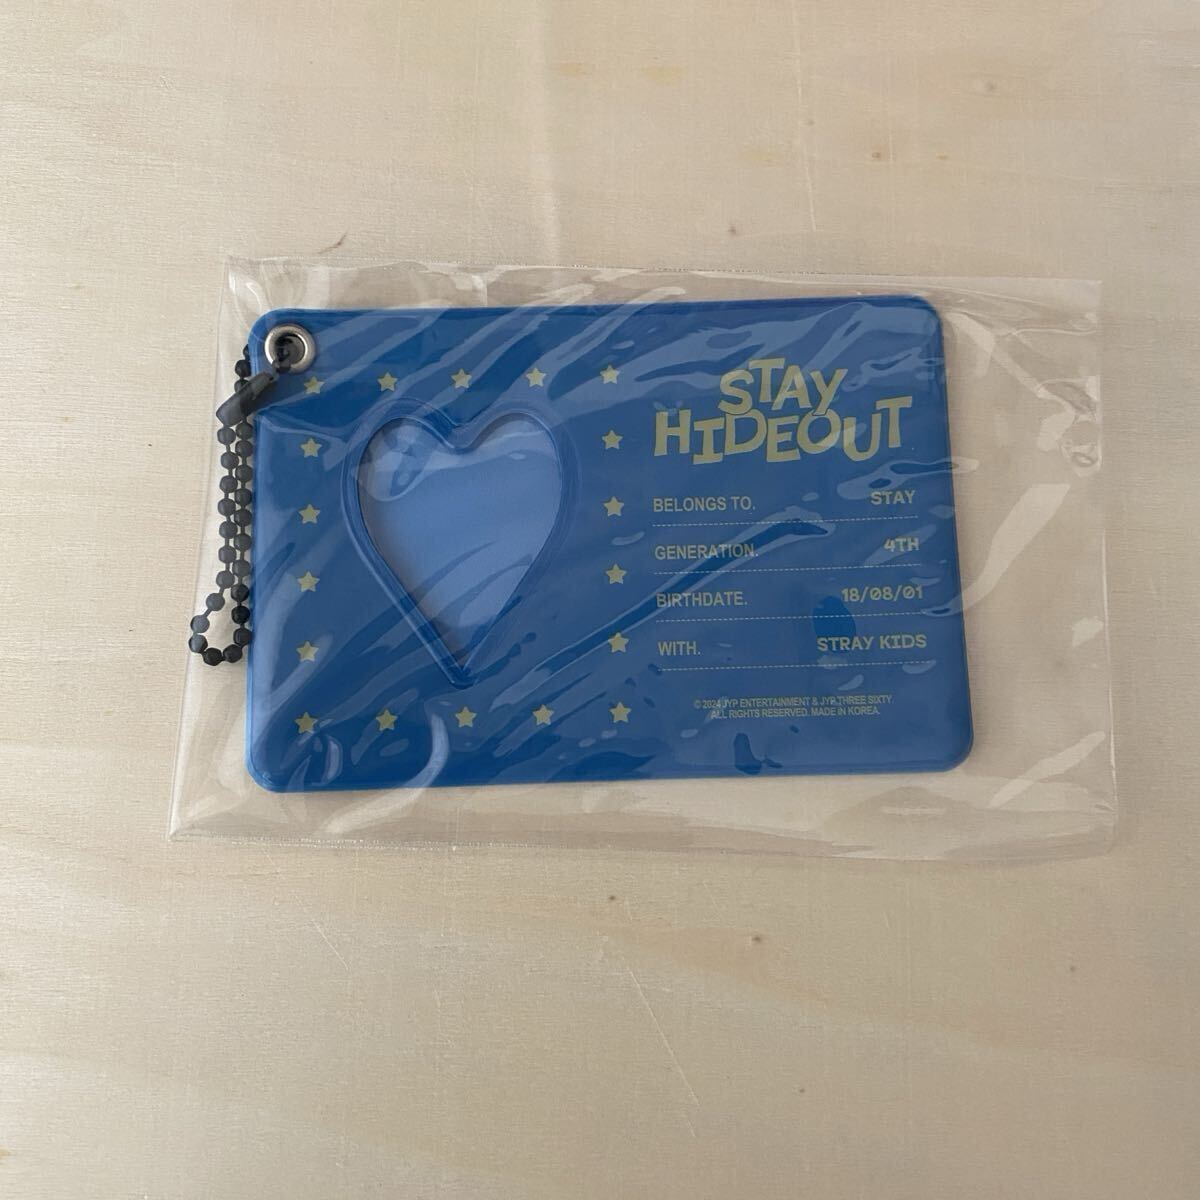 STAY
HIDEOUT
BELONGS TO. STAY
GENERATION. 4TH
BIRTHDATE. 18/08/01
WITH. STRAY KIDS
© 2024 JYP ENTERTAINMENT & JYP THREE SIXTY
ALL RIGHTS RESERVED. MADE IN KOREA.